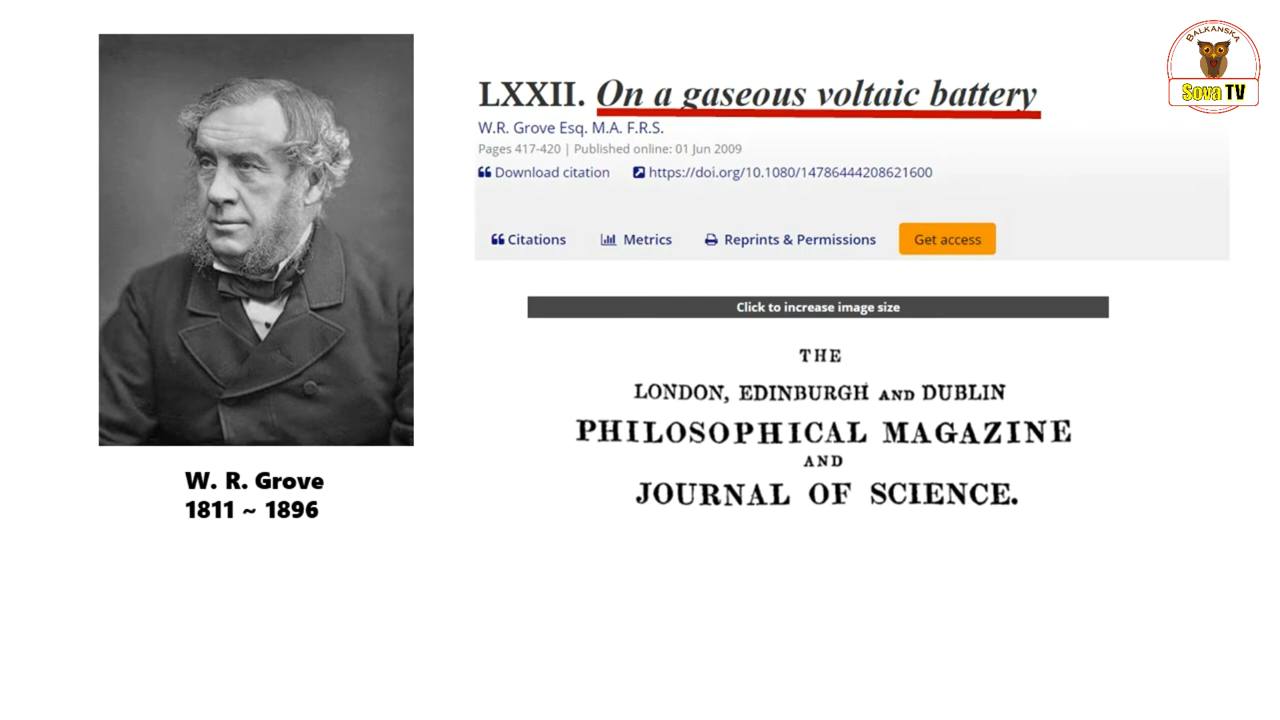 BALKANSKA
Sova TV
LXXII. On a gaseous voltaic battery
W.R. Grove Esq. M.A. F.R.S.
Pages 417-420 | Published online: 01 Jun 2009
Download citation https://doi.org/10.1080/14786444208621600
Citations Metrics Reprints & Permissions Get access
Click to increase image size
THE
LONDON, EDINBURGH AND DUBLIN
PHILOSOPHICAL MAGAZINE
AND
JOURNAL OF SCIENCE.
W. R. Grove
1811 ~ 1896